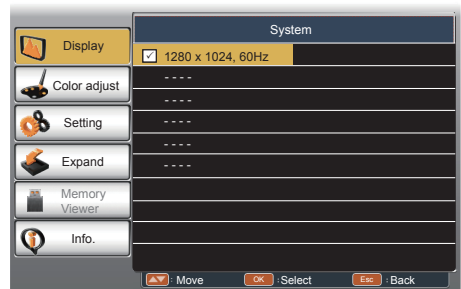 System
Display
1280 x 1024, 60Hz
Color adjust
- - - -
- - - -
Setting
- - - -
- - - -
Expand
- - - -
Memory
Viewer
Info.
: Move
OK : Select
Esc : Back